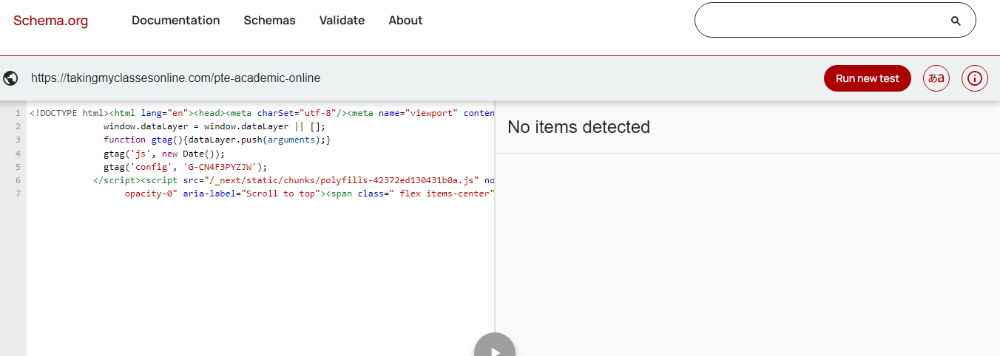 Schema.org Documentation Schemas Validate About
https://takingmyclassesonline.com/pte-academic-online Run new test あa
1 <!DOCTYPE html><html lang="en"><head><meta charSet="utf-8"/><meta name="viewport" conten
2 window.dataLayer = window.dataLayer || [];
3 function gtag(){dataLayer.push(arguments);}
4 gtag('js', new Date());
5 gtag('config', 'G-CN4F3PYZJW');
6 </script><script src="/_next/static/chunks/polyfills-42372ed130431b0a.js" no
7 opacity-0" aria-label="Scroll to top"><span class=" flex items-center"
No items detected